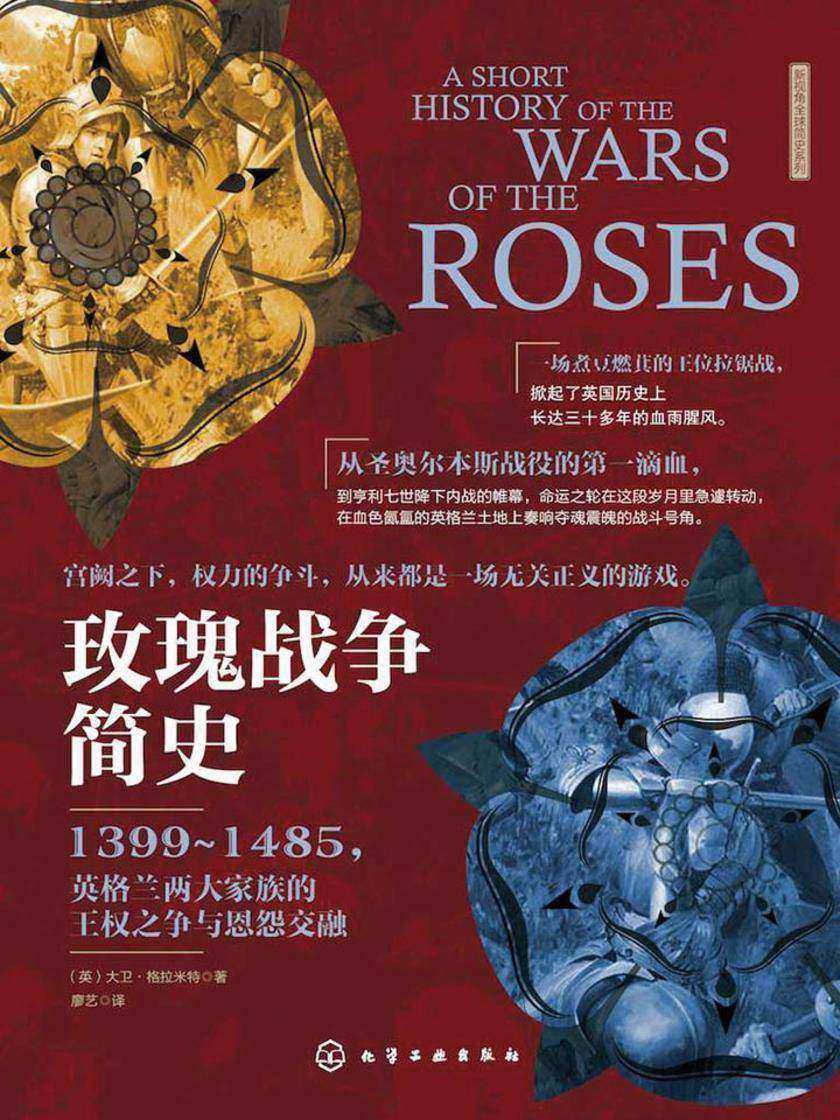 A SHORT
HISTORY OF THE
WARS
OF THE
ROSES
新视角全球简史系列
一场煮豆燃萁的王位拉锯战，
掀起了英国历史上
长达三十多年的血雨腥风。
从圣奥尔本斯战役的第一滴血，
到亨利七世降下内战的帷幕，命运之轮在这段岁月里急遽转动，
在血色氤氲的英格兰土地上奏响夺魂震魄的战斗号角。
宫阙之下，权力的争斗，从来都是一场无关正义的游戏。
玫瑰战争
简史
1399~1485，
英格兰两大家族的
王权之争与恩怨交融
（英）大卫·格拉米特◎著
廖艺◎译
化学工业出版社